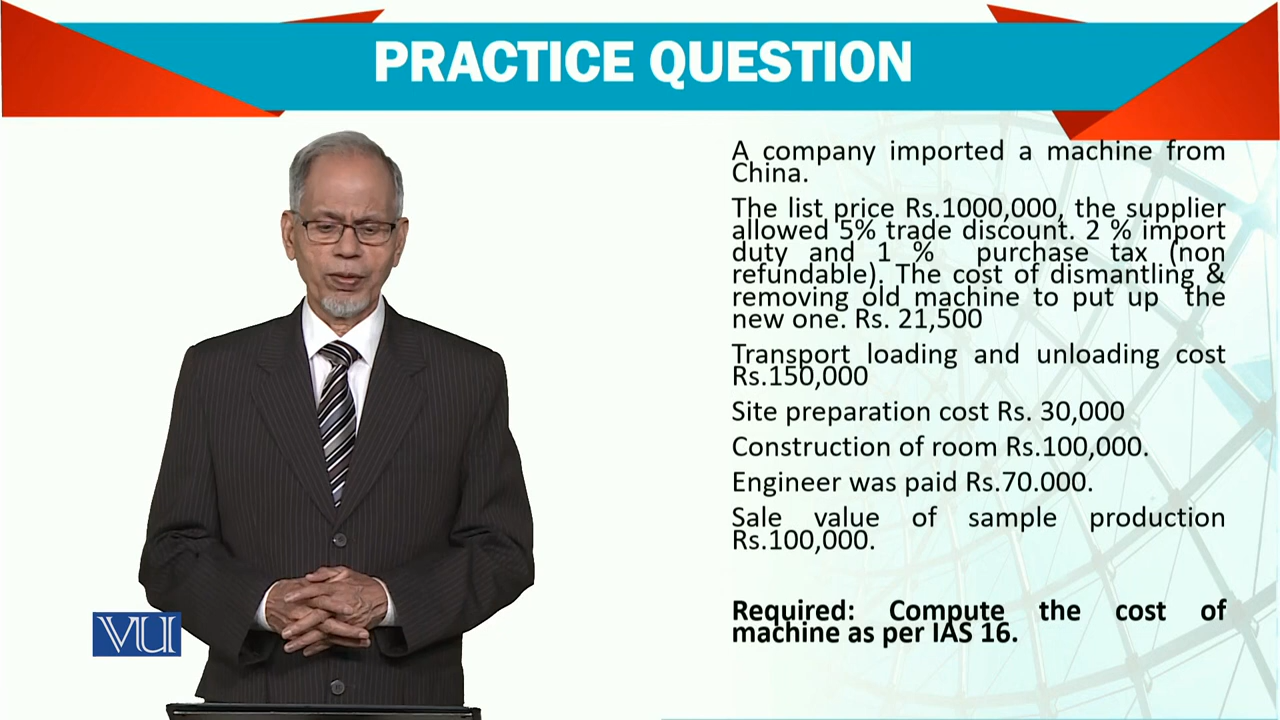 PRACTICE QUESTION
A company imported a machine from
China.
The list price Rs.1000,000, the supplier
allowed 5% trade discount. 2 % import
duty and 1 % purchase tax (non
refundable). The cost of dismantling &
removing old machine to put up the
new one. Rs. 21,500
Transport loading and unloading cost
Rs.150,000
Site preparation cost Rs. 30,000
Construction of room Rs.100,000.
Engineer was paid Rs.70.000.
Sale value of sample production
Rs.100,000.
Required: Compute the cost of
machine as per IAS 16.
VU